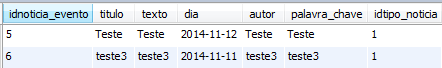 idnoticia_evento titulo texto dia autor palavra_chave idtipo_noticia
5 Teste Teste 2014-11-12 Teste Teste 1
6 teste3 teste3 2014-11-11 teste3 teste3 1